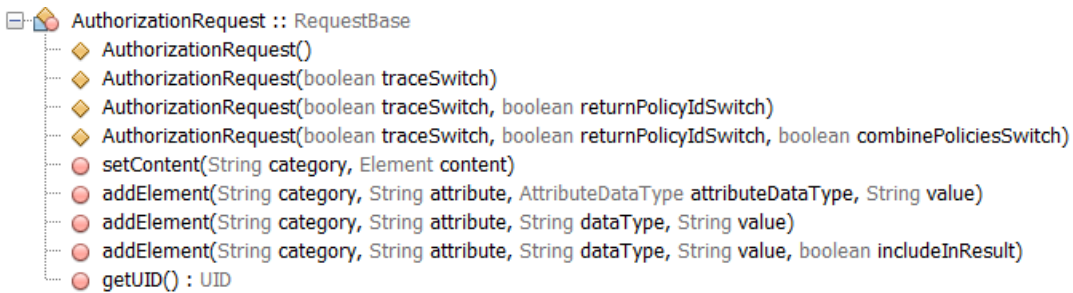 AuthorizationRequest :: RequestBase
AuthorizationRequest()
AuthorizationRequest(boolean traceSwitch)
AuthorizationRequest(boolean traceSwitch, boolean returnPolicyIdSwitch)
AuthorizationRequest(boolean traceSwitch, boolean returnPolicyIdSwitch, boolean combinePoliciesSwitch)
setContent(String category, Element content)
addElement(String category, String attribute, AttributeDataType attributeDataType, String value)
addElement(String category, String attribute, String dataType, String value)
addElement(String category, String attribute, String dataType, String value, boolean includeInResult)
getUID() : UID